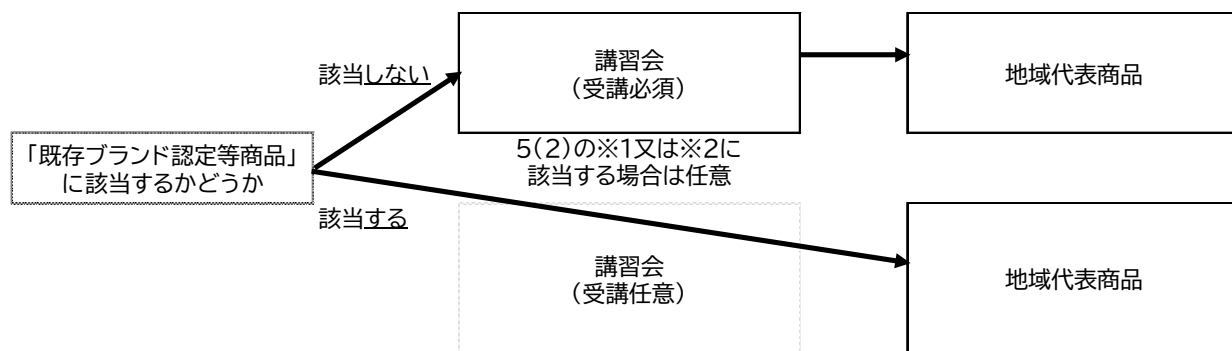 「既存ブランド認定等商品」
に該当するかどうか
該当しない
講習会
（受講必須）
地域代表商品
5(2)の※1又は※2に
該当する場合は任意
該当する
講習会
（受講任意）
地域代表商品